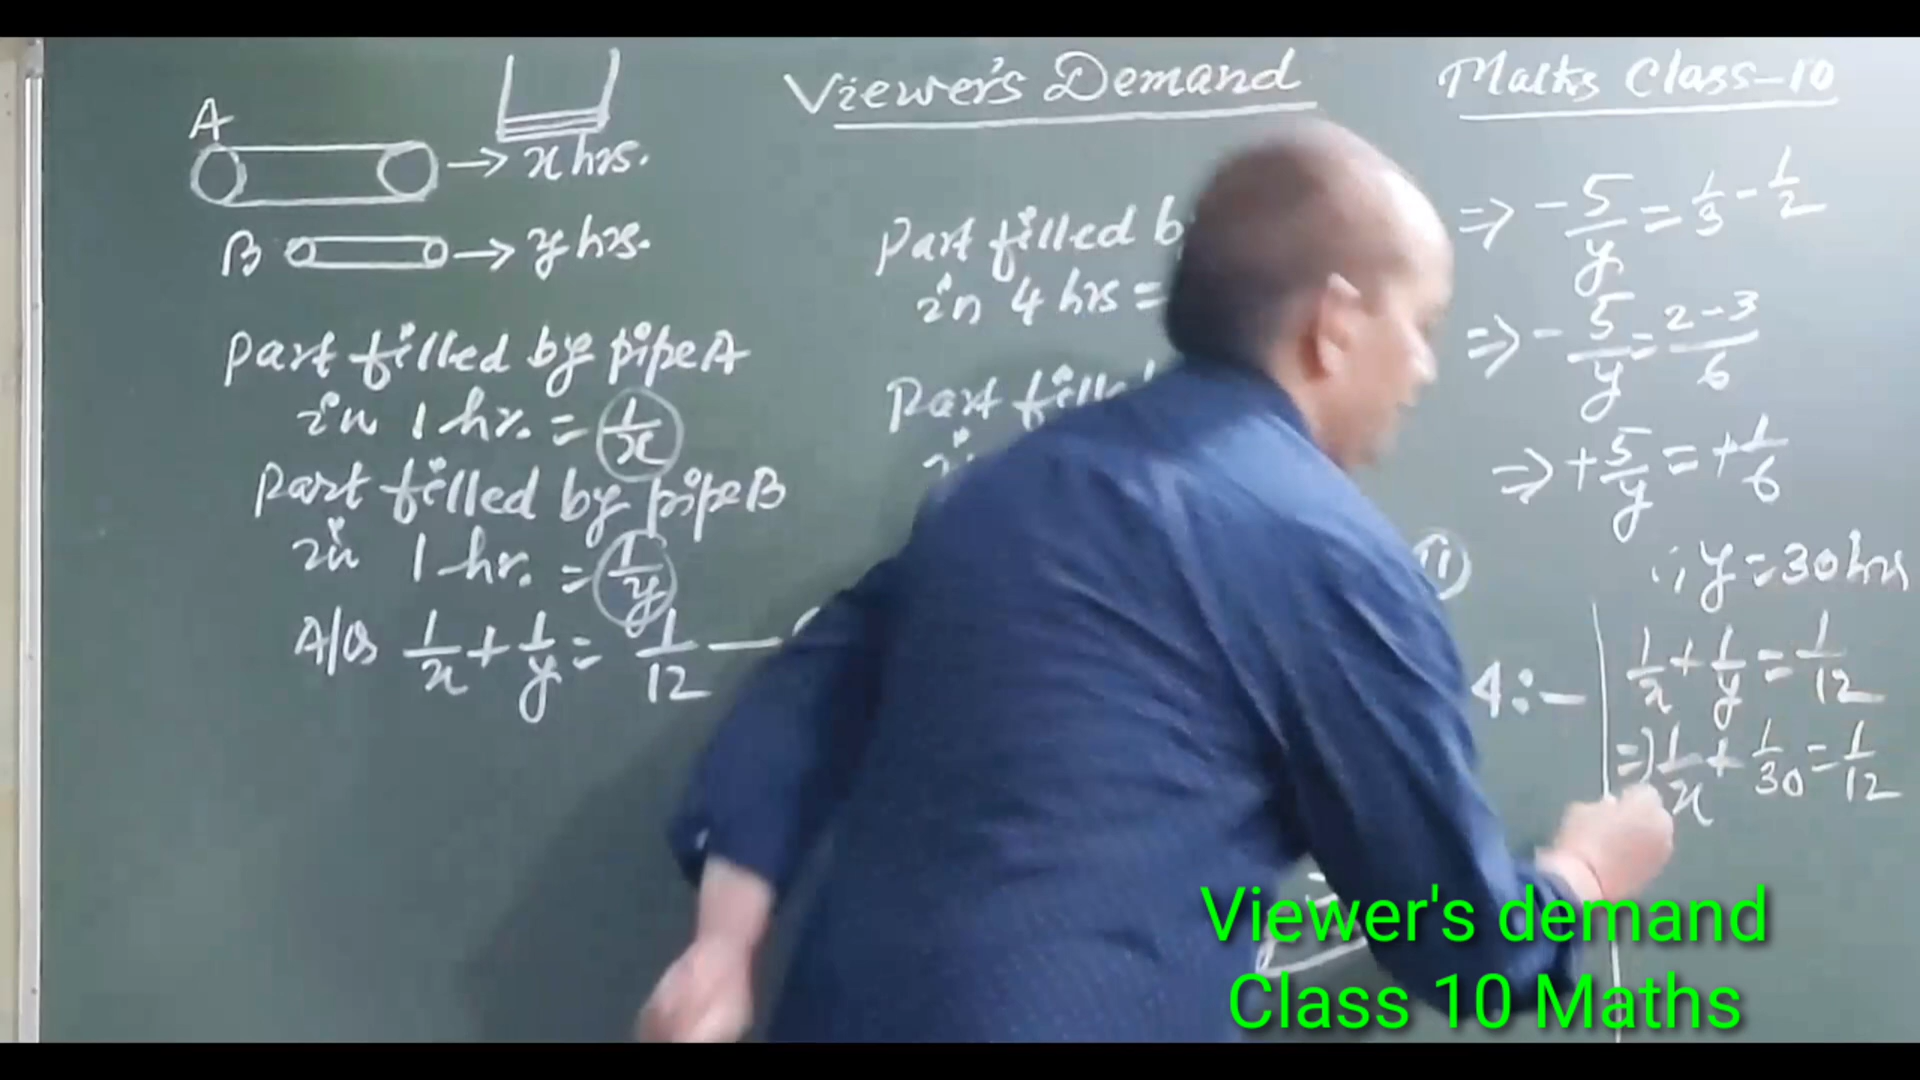 Viewer's Demand
Maths Class-10
A
→ x hrs.
B → y hrs.
Part filled by pipe A
in 1 hr. = 1/x
Part filled by pipe B
in 1 hr. = 1/y
A/Q 1/x + 1/y = 1/12 —
Part filled
in 4 hrs =
Part
⇒ -5/y = 1/3 - 1/2
⇒ -5/y = 2-3/6
⇒ +5/y = +1/6
∴ y = 30 hrs
4:-
1/x + 1/y = 1/12
⇒ 1/x + 1/30 = 1/12
Viewer's demand
Class 10 Maths